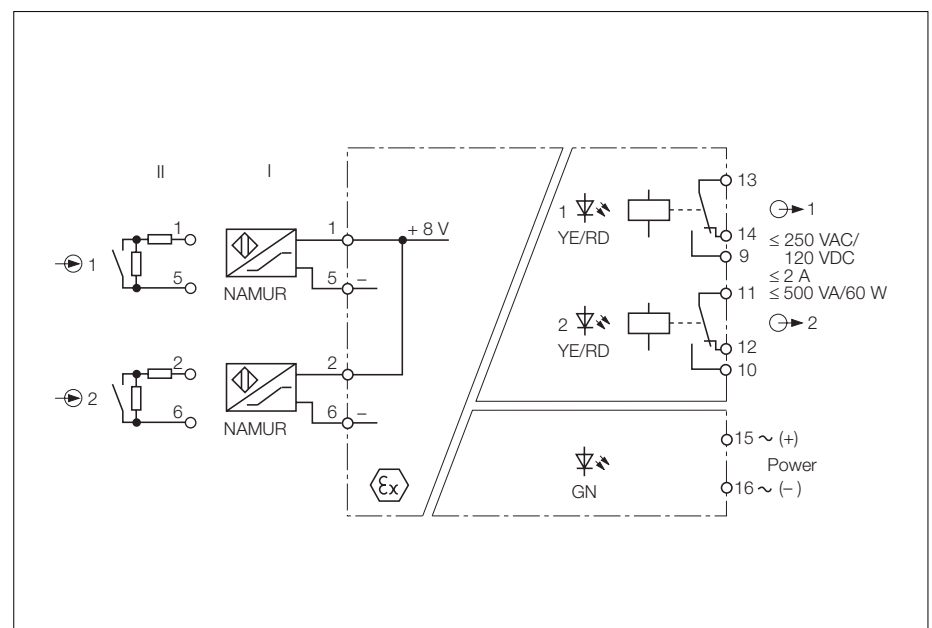 II
I
1
5
1
NAMUR
1
5
–
+ 8 V
2
6
2
NAMUR
2
6
–
Ex
1
YE/RD
13
14
9
1
≤ 250 VAC/
120 VDC
≤ 2 A
≤ 500 VA/60 W
2
YE/RD
11
12
10
2
GN
15 ~ (+)
Power
16 ~ (–)